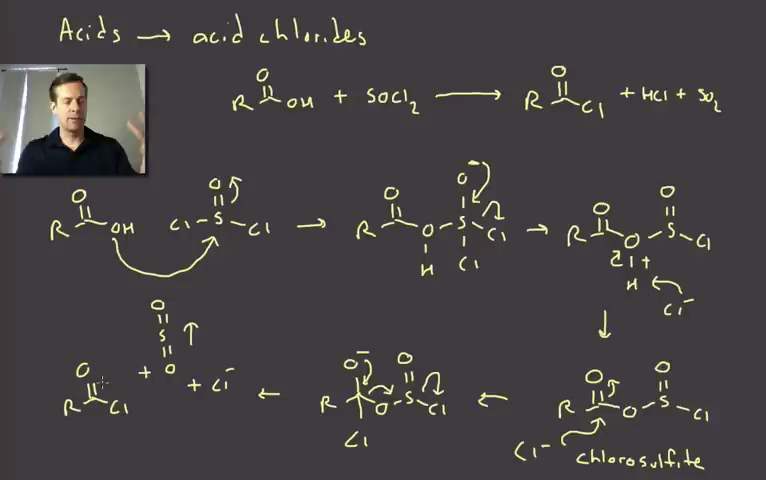 Acids → acid chlorides
O
R OH + SOCl2 → O R Cl + HCl + SO2
O O O⁻ O O
R OH Cl S Cl → R O S Cl → R O S Cl
H Cl H + Cl⁻
↓
O S O ↑
O + + Cl⁻ ← O⁻ O ← O O
R Cl R O S Cl R O S Cl
Cl Cl⁻
chlorosulfite